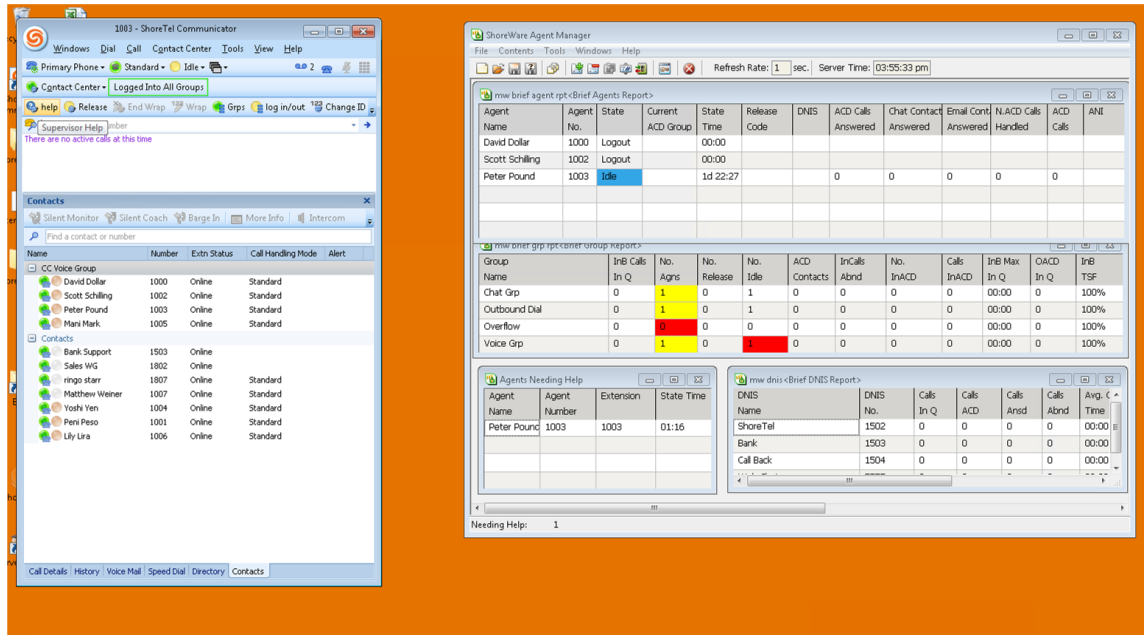 1003 - ShoreTel Communicator
Windows Dial Call Contact Center Tools View Help
Primary Phone Standard Idle 2
Contact Center Logged Into All Groups
help Release End Wrap Wrap Grps log in/out Change ID
Supervisor Help
There are no active calls at this time
Contacts
Silent Monitor Silent Coach Barge In More Info Intercom
Find a contact or number
Name Number Extn Status Call Handling Mode Alert
CC Voice Group
David Dollar 1000 Online Standard
Scott Schilling 1002 Online Standard
Peter Pound 1003 Online Standard
Mani Mark 1005 Online Standard
Contacts
Bank Support 1503 Online
Sales WG 1802 Online
ringo starr 1807 Online Standard
Matthew Weiner 1007 Online Standard
Yoshi Yen 1004 Online Standard
Peni Peso 1001 Online Standard
Lily Lira 1006 Online Standard
Call Details History Voice Mail Speed Dial Directory Contacts
ShoreWare Agent Manager
File Contents Tools Windows Help
Refresh Rate: 1 sec. Server Time: 03:55:33 pm
mw brief agent rpt<Brief Agents Report>
Agent Agent State Current State Release DNIS ACD Calls Chat Contact Email Cont N.ACD Calls ACD ANI
Name No. ACD Group Time Code Answered Answered Answered Handled Calls
David Dollar 1000 Logout 00:00
Scott Schilling 1002 Logout 00:00
Peter Pound 1003 Idle 1d 22:27 0 0 0 0 0
mw brief grp rpt<Brief Group Report>
Group InB Calls No. No. No. ACD InCalls No. Calls InB Max OACD InB
Name In Q Agns Release Idle Contacts Abnd InACD InACD In Q In Q TSF
Chat Grp 0 1 0 1 0 0 0 0 00:00 0 100%
Outbound Dial 0 1 0 1 0 0 0 0 00:00 0 100%
Overflow 0 0 0 0 0 0 0 0 00:00 0 100%
Voice Grp 0 1 0 1 0 0 0 0 00:00 0 100%
Agents Needing Help
Agent Agent Extension State Time
Name Number
Peter Pound 1003 1003 01:16
mw dnis<Brief DNIS Report>
DNIS DNIS Calls Calls Calls Calls Avg.
Name No. In Q ACD Ansd Abnd Time
ShoreTel 1502 0 0 0 0 00:00
Bank 1503 0 0 0 0 00:00
Call Back 1504 0 0 0 0 00:00
Needing Help: 1